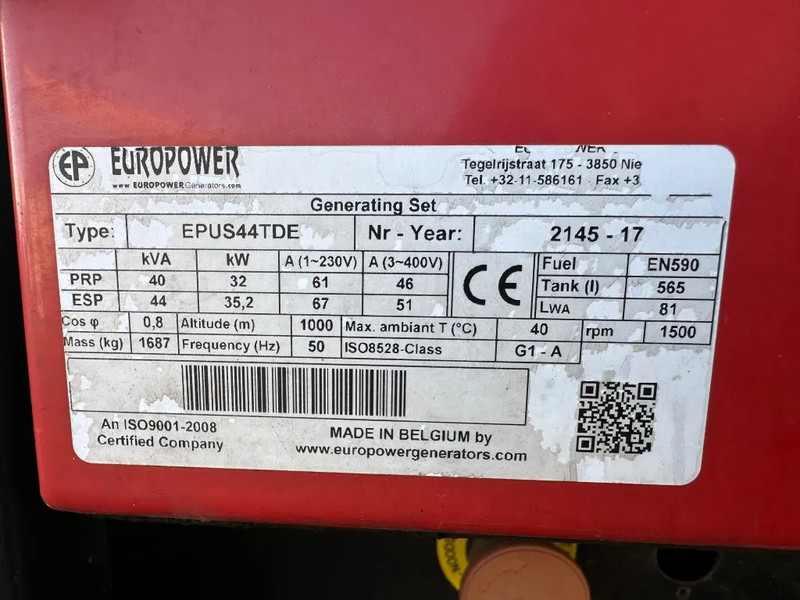 EP EUROPOWER
www.EUROPOWERGenerators.com
Tegelrijstraat 175 - 3850 Nie
Tel. +32-11-586161 - Fax +3
Generating Set
Type: EPUS44TDE Nr - Year: 2145 - 17
kVA kW A (1~230V) A (3~400V) Fuel EN590
PRP 40 32 61 46 CE Tank (l) 565
ESP 44 35,2 67 51 LWA 81
Cos φ 0,8 Altitude (m) 1000 Max. ambiant T (°C) 40 rpm 1500
Mass (kg) 1687 Frequency (Hz) 50 ISO8528-Class G1 - A
An ISO9001-2008
Certified Company
MADE IN BELGIUM by
www.europowergenerators.com